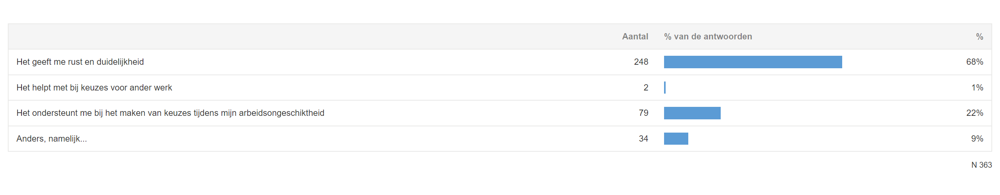 Aantal % van de antwoorden %
Het geeft me rust en duidelijkheid 248 68%
Het helpt met bij keuzes voor ander werk 2 1%
Het ondersteunt me bij het maken van keuzes tijdens mijn arbeidsongeschiktheid 79 22%
Anders, namelijk... 34 9%
N 363